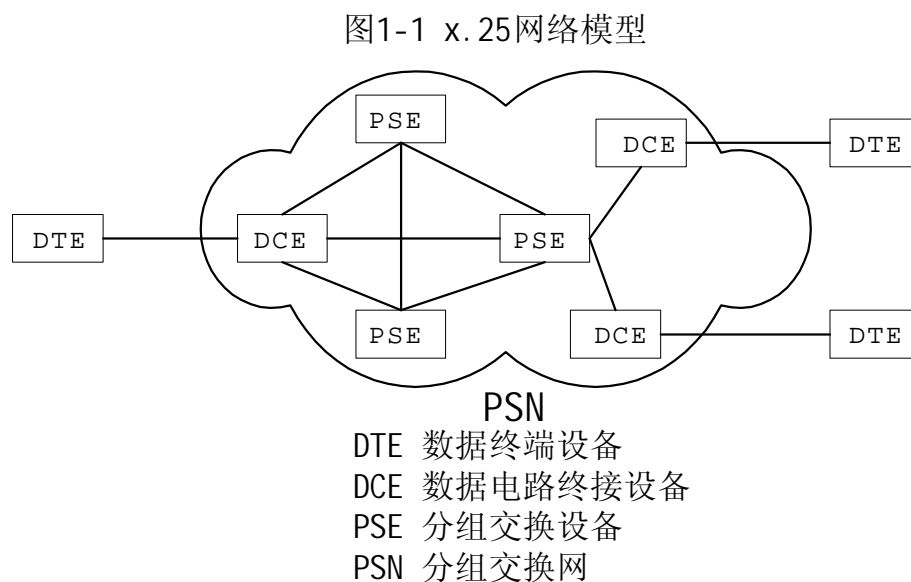 图1-1 x.25网络模型
PSE
DCE
DTE
DTE
DCE
PSE
PSE
DCE
DTE
PSN
DTE 数据终端设备
DCE 数据电路终接设备
PSE 分组交换设备
PSN 分组交换网